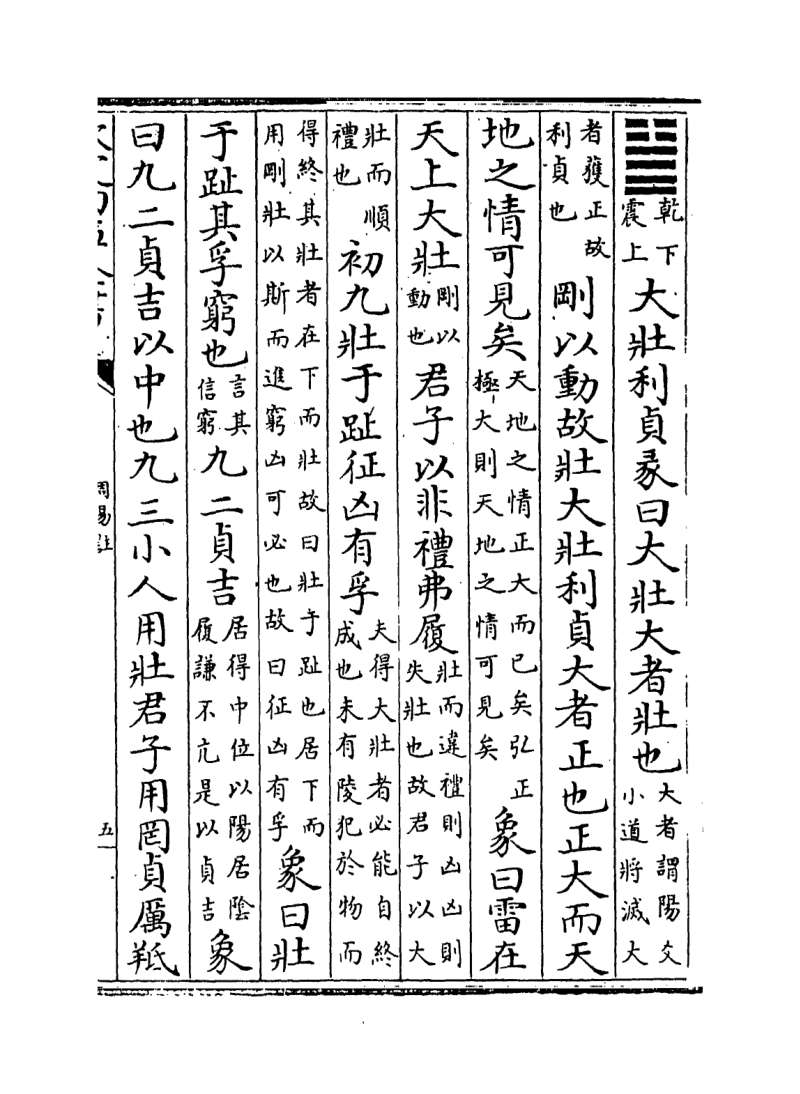 乾下震上大壯利貞彖曰大壯大者壯也大者謂陽爻小道將滅大
者獲正故利貞也剛以動故壯大壯利貞大者正也正大而天
地之情可見矣天地之情正大而已矣弘正極大則天地之情可見矣象曰雷在
天上大壯剛以動也君子以非禮弗履壯而違禮則凶凶則失壯也故君子以大
壯而順禮也初九壯于趾征凶有孚夫得大壯者必能自終成也未有陵犯於物而
得終其壯者在下而壯故曰壯于趾也居下而用剛壯以斯而進窮凶可必也故曰征凶有孚象曰壯
于趾其孚窮也言其信窮九二貞吉居得中位以陽居陰履謙不亢是以貞吉象
曰九二貞吉以中也九三小人用壯君子用罔貞厲羝
周易註
五